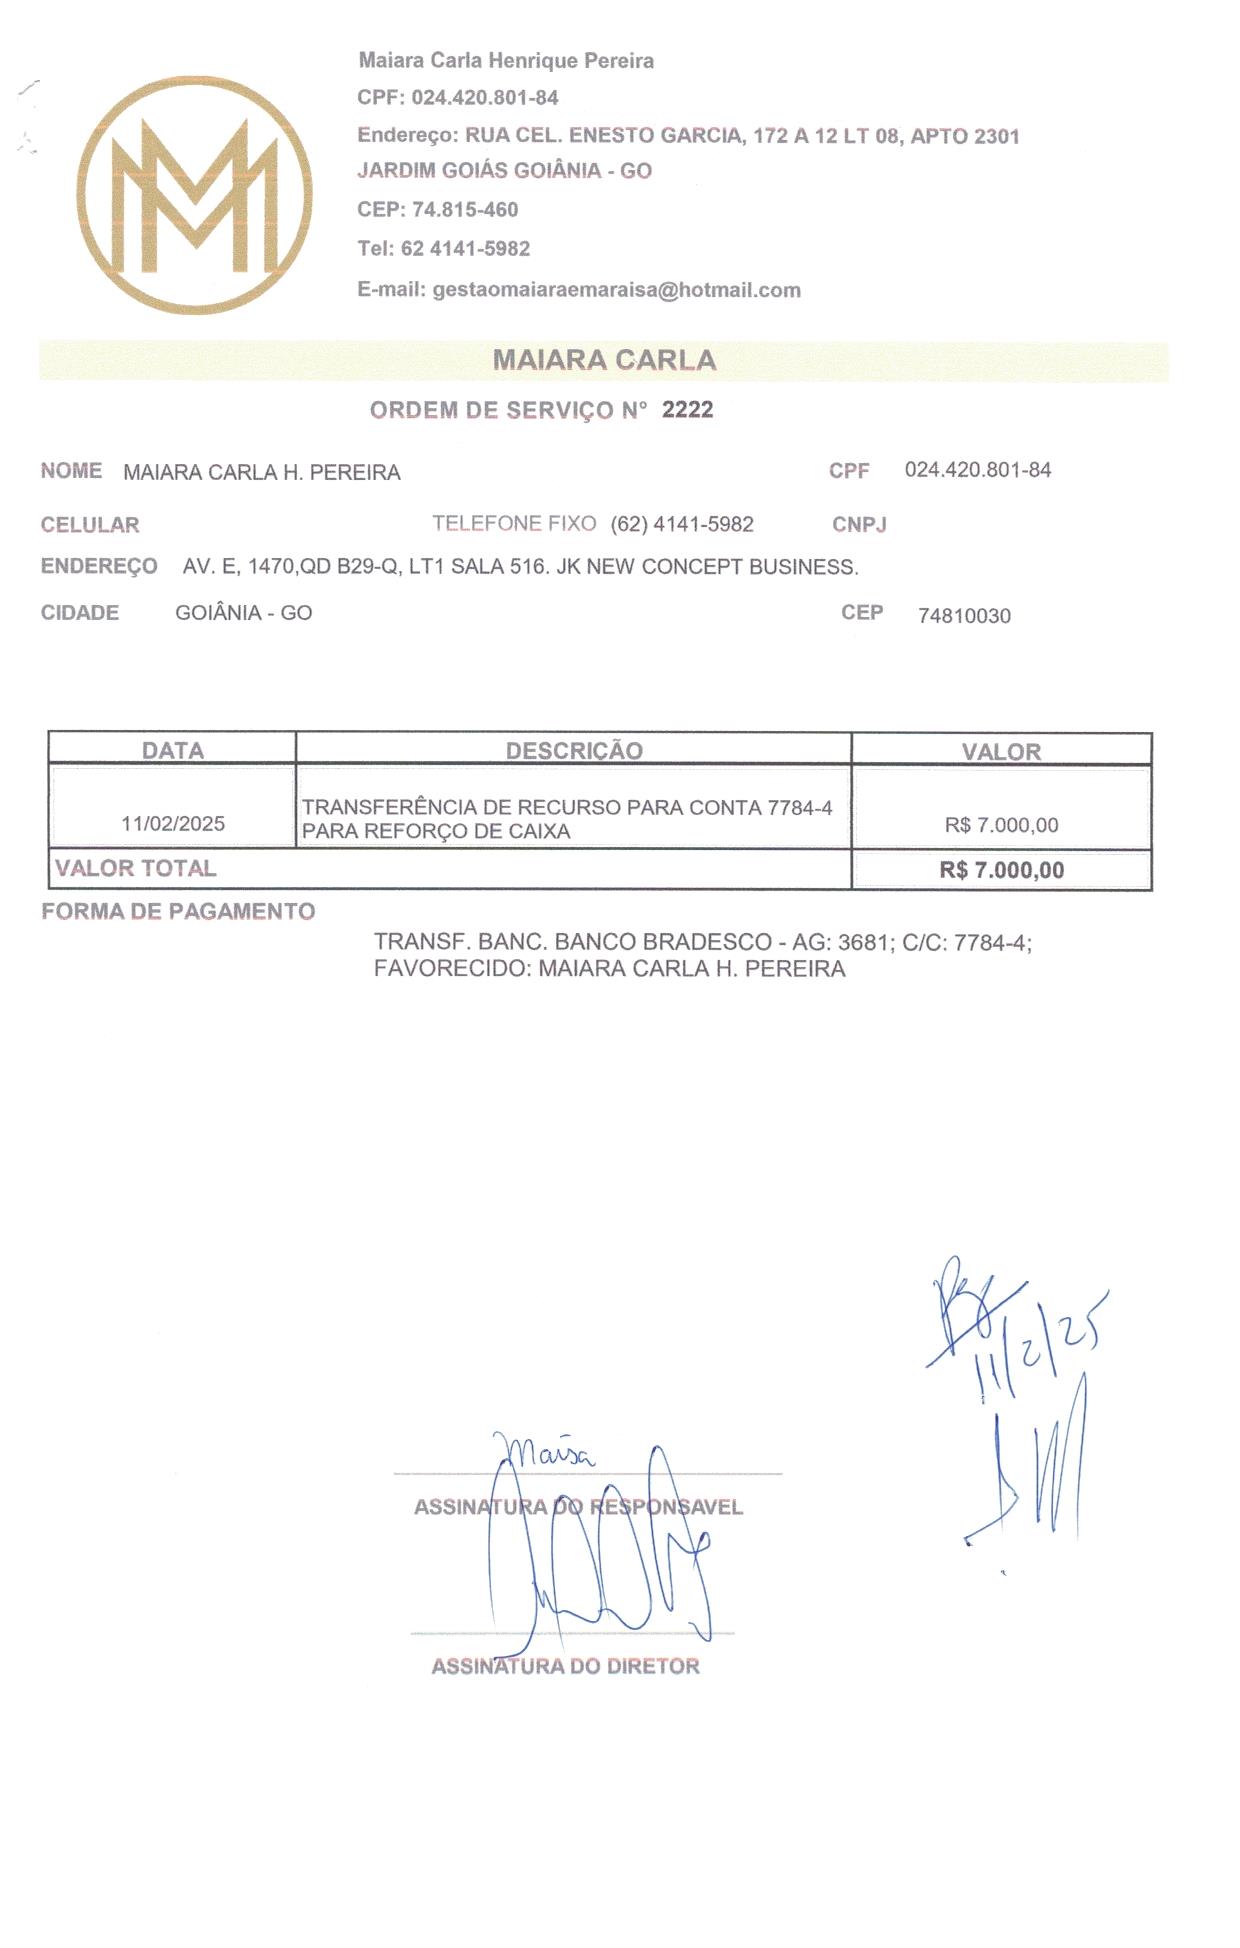 Maiara Carla Henrique Pereira
CPF: 024.420.801-84
Endereço: RUA CEL. ENESTO GARCIA, 172 A 12 LT 08, APTO 2301
JARDIM GOIÁS GOIÂNIA - GO
CEP: 74.815-460
Tel: 62 4141-5982
E-mail: gestaomaiaraemaraisa@hotmail.com
MAIARA CARLA
ORDEM DE SERVIÇO N° 2222
NOME MAIARA CARLA H. PEREIRA CPF 024.420.801-84
CELULAR TELEFONE FIXO (62) 4141-5982 CNPJ
ENDEREÇO AV. E, 1470,QD B29-Q, LT1 SALA 516. JK NEW CONCEPT BUSINESS.
CIDADE GOIÂNIA - GO CEP 74810030
DATA DESCRIÇÃO VALOR
11/02/2025 TRANSFERÊNCIA DE RECURSO PARA CONTA 7784-4 PARA REFORÇO DE CAIXA R$ 7.000,00
VALOR TOTAL R$ 7.000,00
FORMA DE PAGAMENTO
TRANSF. BANC. BANCO BRADESCO - AG: 3681; C/C: 7784-4;
FAVORECIDO: MAIARA CARLA H. PEREIRA
11/2/25
Maísa
ASSINATURA DO RESPONSAVEL
ASSINATURA DO DIRETOR